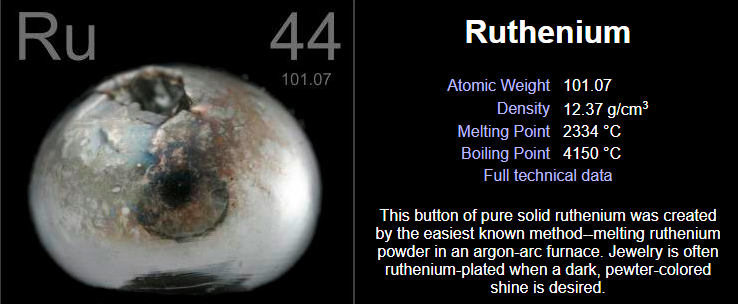 Ru
44
101.07
Ruthenium
Atomic Weight 101.07
Density 12.37 g/cm³
Melting Point 2334 °C
Boiling Point 4150 °C
Full technical data
This button of pure solid ruthenium was created
by the easiest known method--melting ruthenium
powder in an argon-arc furnace. Jewelry is often
ruthenium-plated when a dark, pewter-colored
shine is desired.